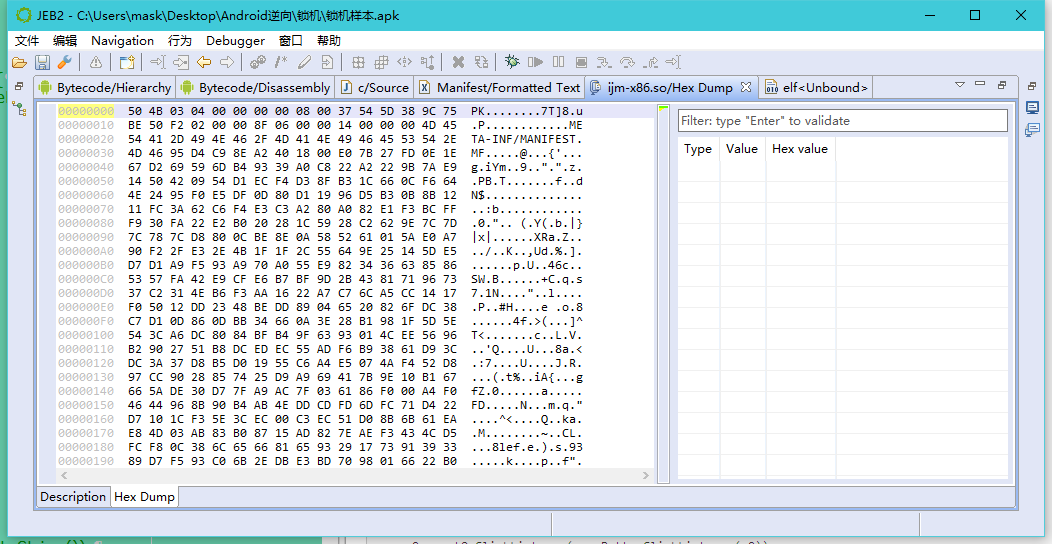 JEB2 - C:\Users\mask\Desktop\Android逆向\锁机\锁机样本.apk
文件 编辑 Navigation 行为 Debugger 窗口 帮助
Bytecode/Hierarchy Bytecode/Disassembly c/Source Manifest/Formatted Text ijm-x86.so/Hex Dump elf<Unbound>
00000000 50 4B 03 04 00 00 00 00 08 00 37 54 5D 38 9C 75 PK........7T]8.u
00000010 BE 50 F2 02 00 00 8F 06 00 00 14 00 00 00 4D 45 .P............ME
00000020 54 41 2D 49 4E 46 2F 4D 41 4E 49 46 45 53 54 2E TA-INF/MANIFEST.
00000030 4D 46 95 D4 C9 8E A2 40 18 00 E0 7B 27 FD 0E 1E MF.....@...{'...
00000040 67 D2 69 59 6D B4 93 39 A0 C8 22 A2 22 9B 7A E9 g.iYm..9..".".z.
00000050 14 50 42 09 54 D1 EC F4 D3 8F B3 1C 66 0C F6 64 .PB.T.......f..d
00000060 4E 24 95 F0 E5 DF 0D 80 D1 19 96 D5 B3 0B 8B 12 N$..............
00000070 11 FC 3A 62 C6 F4 E3 C3 A2 80 A0 82 E1 F3 BC FF ..:b............
00000080 F9 30 FA 22 E2 B0 20 28 1C 59 28 C2 62 9E 7C 7D .0.".. (.Y(.b.|}
00000090 7C 78 7C D8 80 0C BE 8E 0A 58 52 61 01 5A E0 A7 |x|......XRa.Z..
000000A0 90 F2 2F E3 2E 4B 1F 1F 2C 55 64 9E 25 14 5D E5 ../..K..,Ud.%.].
000000B0 D7 D1 A9 F5 93 A9 70 A0 55 E9 82 34 36 63 85 86 ......p.U..46c..
000000C0 53 57 FA 42 E9 CF E6 B7 BF 9D 2B 43 81 71 96 73 SW.B......+C.q.s
000000D0 37 C2 31 4E B6 F3 AA 16 22 A7 C7 6C A5 CC 14 17 7.1N...."..l....
000000E0 F0 50 12 DD 23 48 BE DD 89 04 65 20 82 6F DC 38 .P..#H....e .o.8
000000F0 C7 D1 0D 86 0D BB 34 66 0A 3E 28 B1 98 1F 5D 5E ......4f.>(...]^
00000100 54 3C A6 DC 80 84 BF B4 9F 63 93 01 4C EE 56 96 T<.......c..L.V.
00000110 B2 90 27 51 B8 DC ED EC 55 AD F6 B9 38 61 D9 3C ..'Q....U...8a.<
00000120 DC 3A 37 D8 B5 D0 19 55 C6 A4 E5 07 4A F4 52 D8 .:7....U....J.R.
00000130 97 CC 90 28 85 74 25 D9 A9 69 41 7B 9E 10 B1 67 ...(.t%..iA{...g
00000140 66 5A DE 30 D7 7F A9 AC 7F 03 61 86 F0 00 A4 F0 fZ.0......a.....
00000150 46 44 96 8B 90 B4 AB 4E DD CD FD 6D FC 71 D4 22 FD.....N...m.q."
00000160 D7 10 1C F3 5E 3C EC 00 C3 EC 51 D0 8B 6B 61 EA ....^<....Q..ka.
00000170 E8 4D 03 AB 83 B0 87 15 AD 82 7E AE F3 43 4C D5 .M........~..CL.
00000180 FC F8 0C 38 6C 65 66 81 65 93 29 17 73 91 39 33 ...8lef.e.).s.93
00000190 89 D7 F5 93 C0 6B 2E DB E3 BD 70 98 01 66 22 B0 .....k....p..f".
Filter: type "Enter" to validate
Type Value Hex value
Description Hex Dump